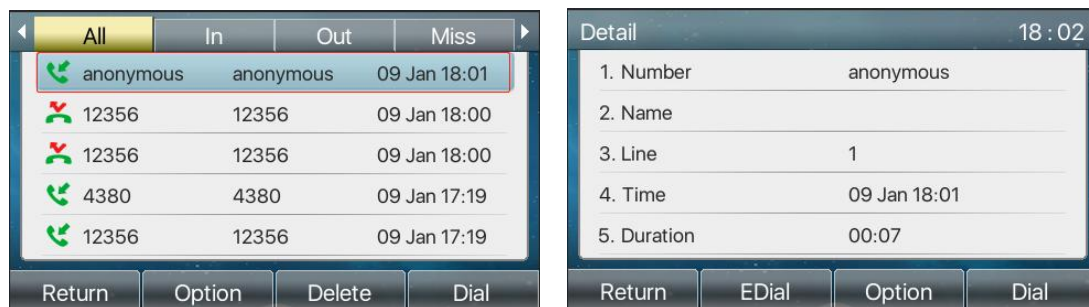 All In Out Miss
anonymous anonymous 09 Jan 18:01
12356 12356 09 Jan 18:00
12356 12356 09 Jan 18:00
4380 4380 09 Jan 17:19
12356 12356 09 Jan 17:19
Return Option Delete Dial
Detail 18:02
1. Number anonymous
2. Name
3. Line 1
4. Time 09 Jan 18:01
5. Duration 00:07
Return EDial Option Dial